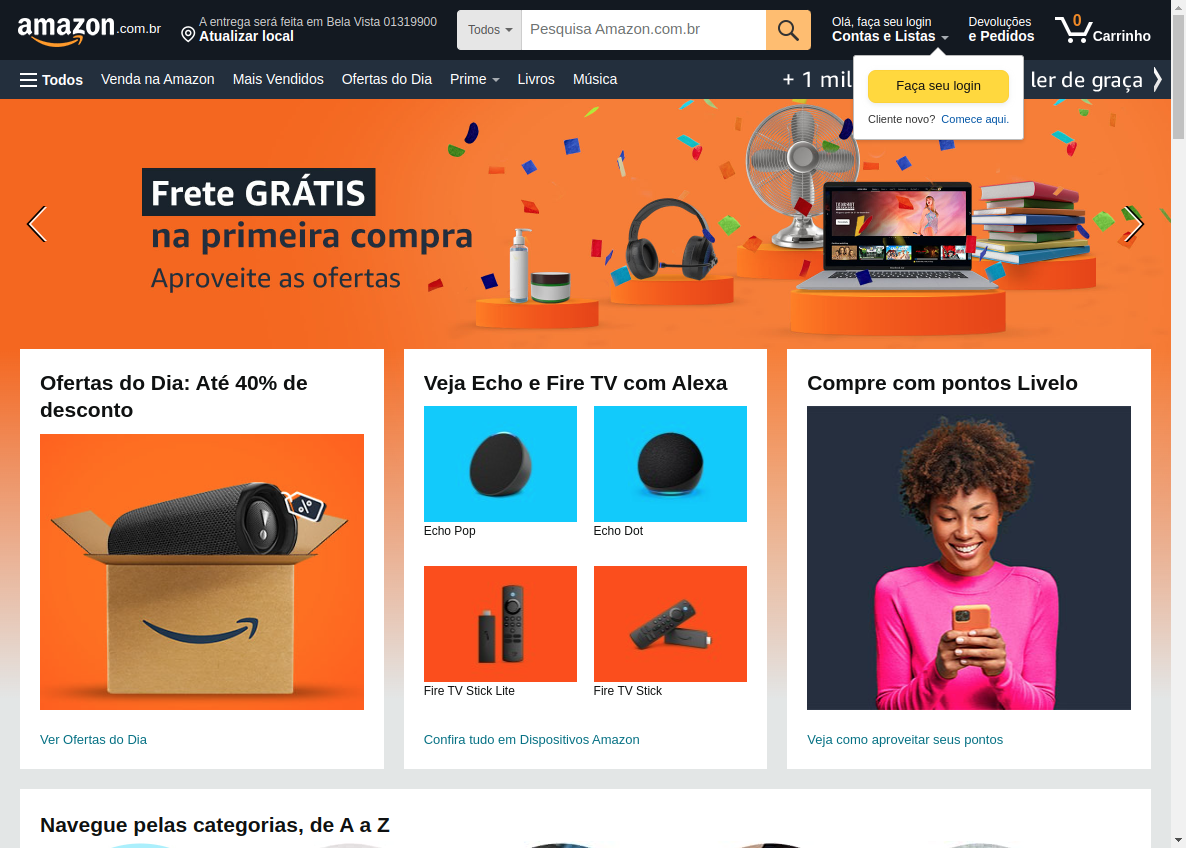 amazon.com.br
A entrega será feita em Bela Vista 01319900
Atualizar local
Todos
Pesquisa Amazon.com.br
Olá, faça seu login
Contas e Listas
Devoluções
e Pedidos
0
Carrinho
Todos
Venda na Amazon
Mais Vendidos
Ofertas do Dia
Prime
Livros
Música
+ 1 mil
ler de graça
Faça seu login
Cliente novo? Comece aqui.
Frete GRÁTIS
na primeira compra
Aproveite as ofertas
Ofertas do Dia: Até 40% de
desconto
Ver Ofertas do Dia
Veja Echo e Fire TV com Alexa
Echo Pop
Echo Dot
Fire TV Stick Lite
Fire TV Stick
Confira tudo em Dispositivos Amazon
Compre com pontos Livelo
Veja como aproveitar seus pontos
Navegue pelas categorias, de A a Z